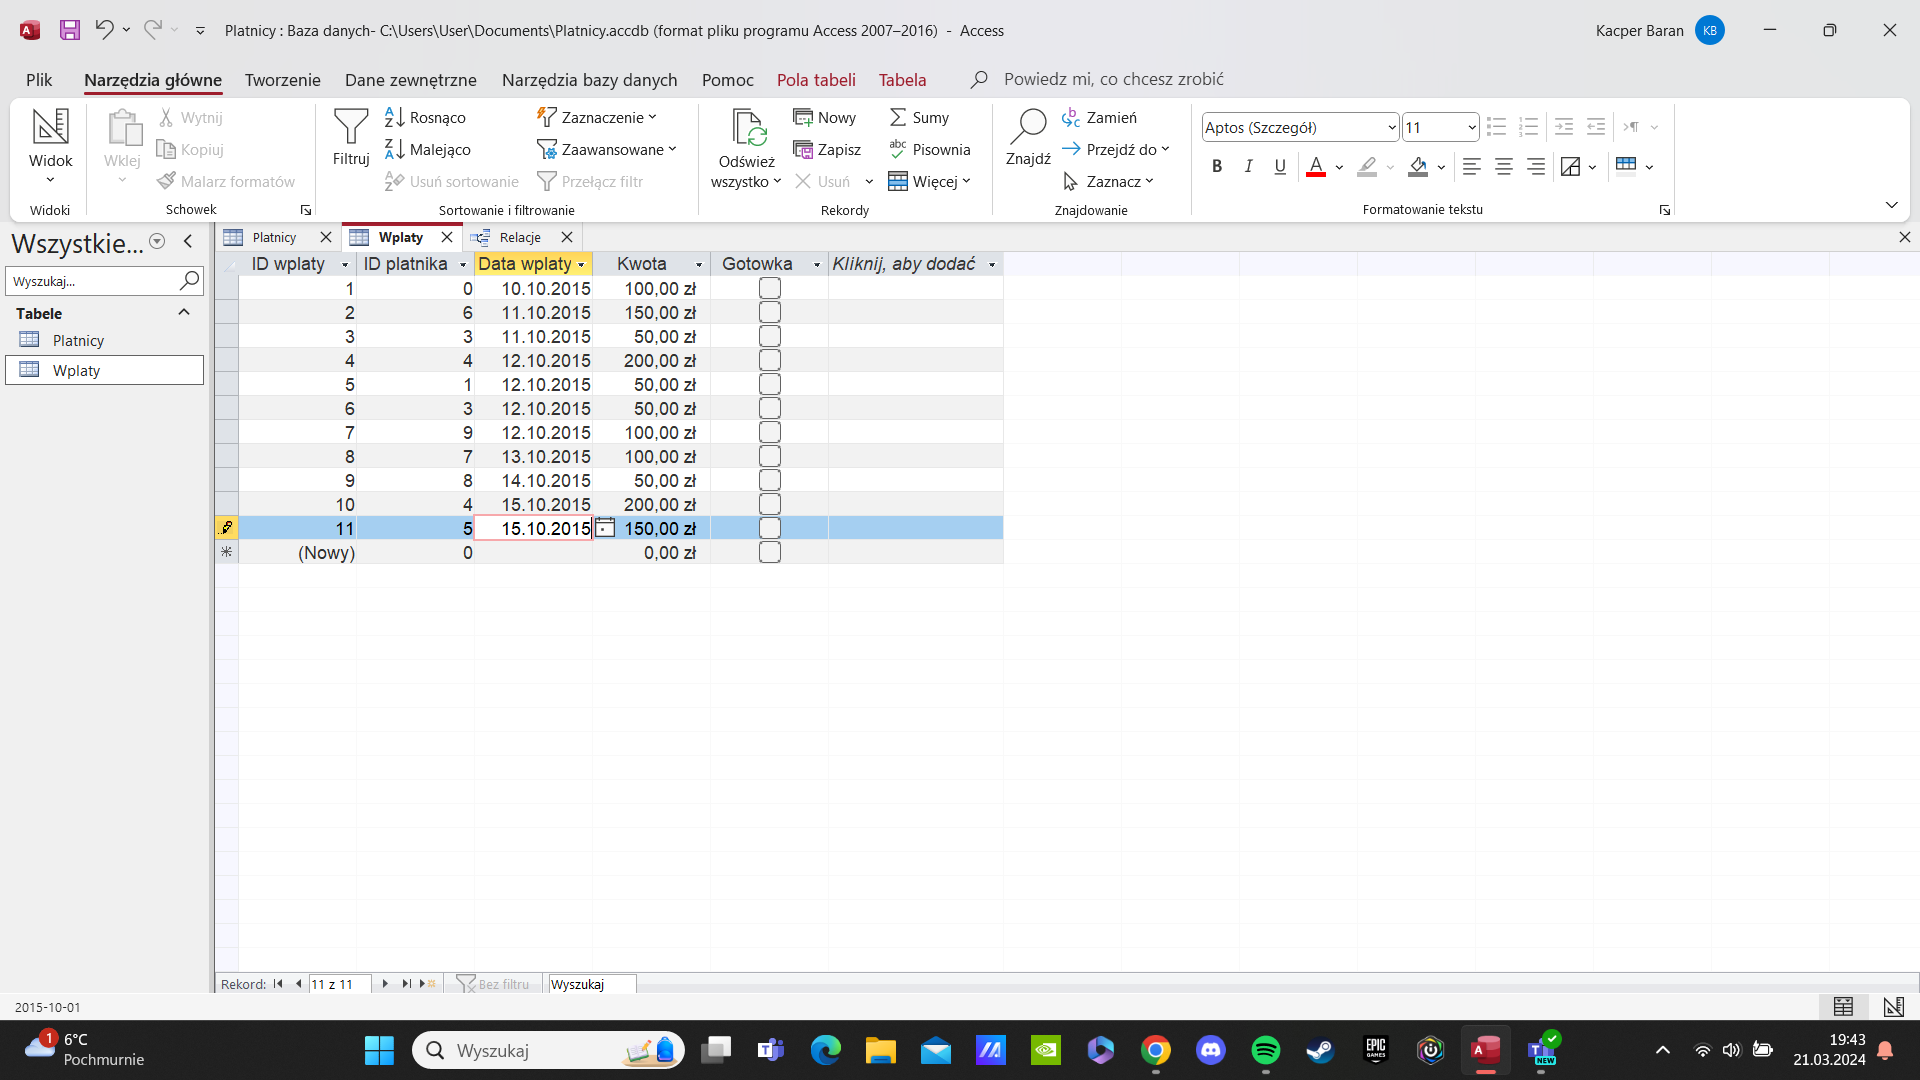 Platnicy : Baza danych- C:\Users\User\Documents\Platnicy.accdb (format pliku programu Access 2007–2016) - Access
Kacper Baran
KB
Plik
Narzędzia główne
Tworzenie
Dane zewnętrzne
Narzędzia bazy danych
Pomoc
Pola tabeli
Tabela
Powiedz mi, co chcesz zrobić
Widok
Widoki
Wklej
Wytnij
Kopiuj
Malarz formatów
Schowek
Filtruj
Rosnąco
Malejąco
Usuń sortowanie
Zaznaczenie
Zaawansowane
Przełącz filtr
Sortowanie i filtrowanie
Odśwież
wszystko
Nowy
Zapisz
Usuń
Sumy
Pisownia
Więcej
Rekordy
Znajdź
Zamień
Przejdź do
Zaznacz
Znajdowanie
Aptos (Szczegół)
11
B I U
Formatowanie tekstu
Wszystkie...
Wyszukaj...
Tabele
Platnicy
Wplaty
Platnicy
Wplaty
Relacje
ID wplaty ID platnika Data wplaty Kwota Gotowka Kliknij, aby dodać
1 0 10.10.2015 100,00 zł
2 6 11.10.2015 150,00 zł
3 3 11.10.2015 50,00 zł
4 4 12.10.2015 200,00 zł
5 1 12.10.2015 50,00 zł
6 3 12.10.2015 50,00 zł
7 9 12.10.2015 100,00 zł
8 7 13.10.2015 100,00 zł
9 8 14.10.2015 50,00 zł
10 4 15.10.2015 200,00 zł
11 5 15.10.2015 150,00 zł
(Nowy) 0 0,00 zł
Rekord: 11 z 11 Bez filtru Wyszukaj
2015-10-01
1
6°C
Pochmurnie
Wyszukaj
EPIC
GAMES
NEW
19:43
21.03.2024